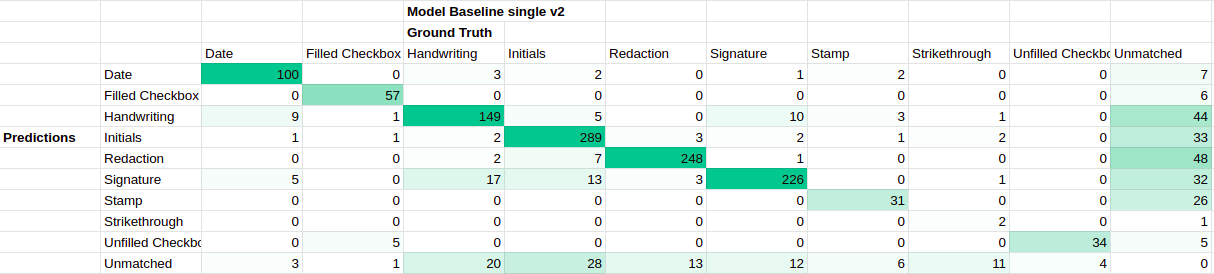 Model Baseline single v2
Ground Truth
Date Filled Checkbox Handwriting Initials Redaction Signature Stamp Strikethrough Unfilled Checkbo Unmatched
Date 100 0 3 2 0 1 2 0 0 7
Filled Checkbox 0 57 0 0 0 0 0 0 0 6
Handwriting 9 1 149 5 0 10 3 1 0 44
Predictions Initials 1 1 2 289 3 2 1 2 0 33
Redaction 0 0 2 7 248 1 0 0 0 48
Signature 5 0 17 13 3 226 0 1 0 32
Stamp 0 0 0 0 0 0 31 0 0 26
Strikethrough 0 0 0 0 0 0 0 2 0 1
Unfilled Checkbo 0 5 0 0 0 0 0 0 34 5
Unmatched 3 1 20 28 13 12 6 11 4 0